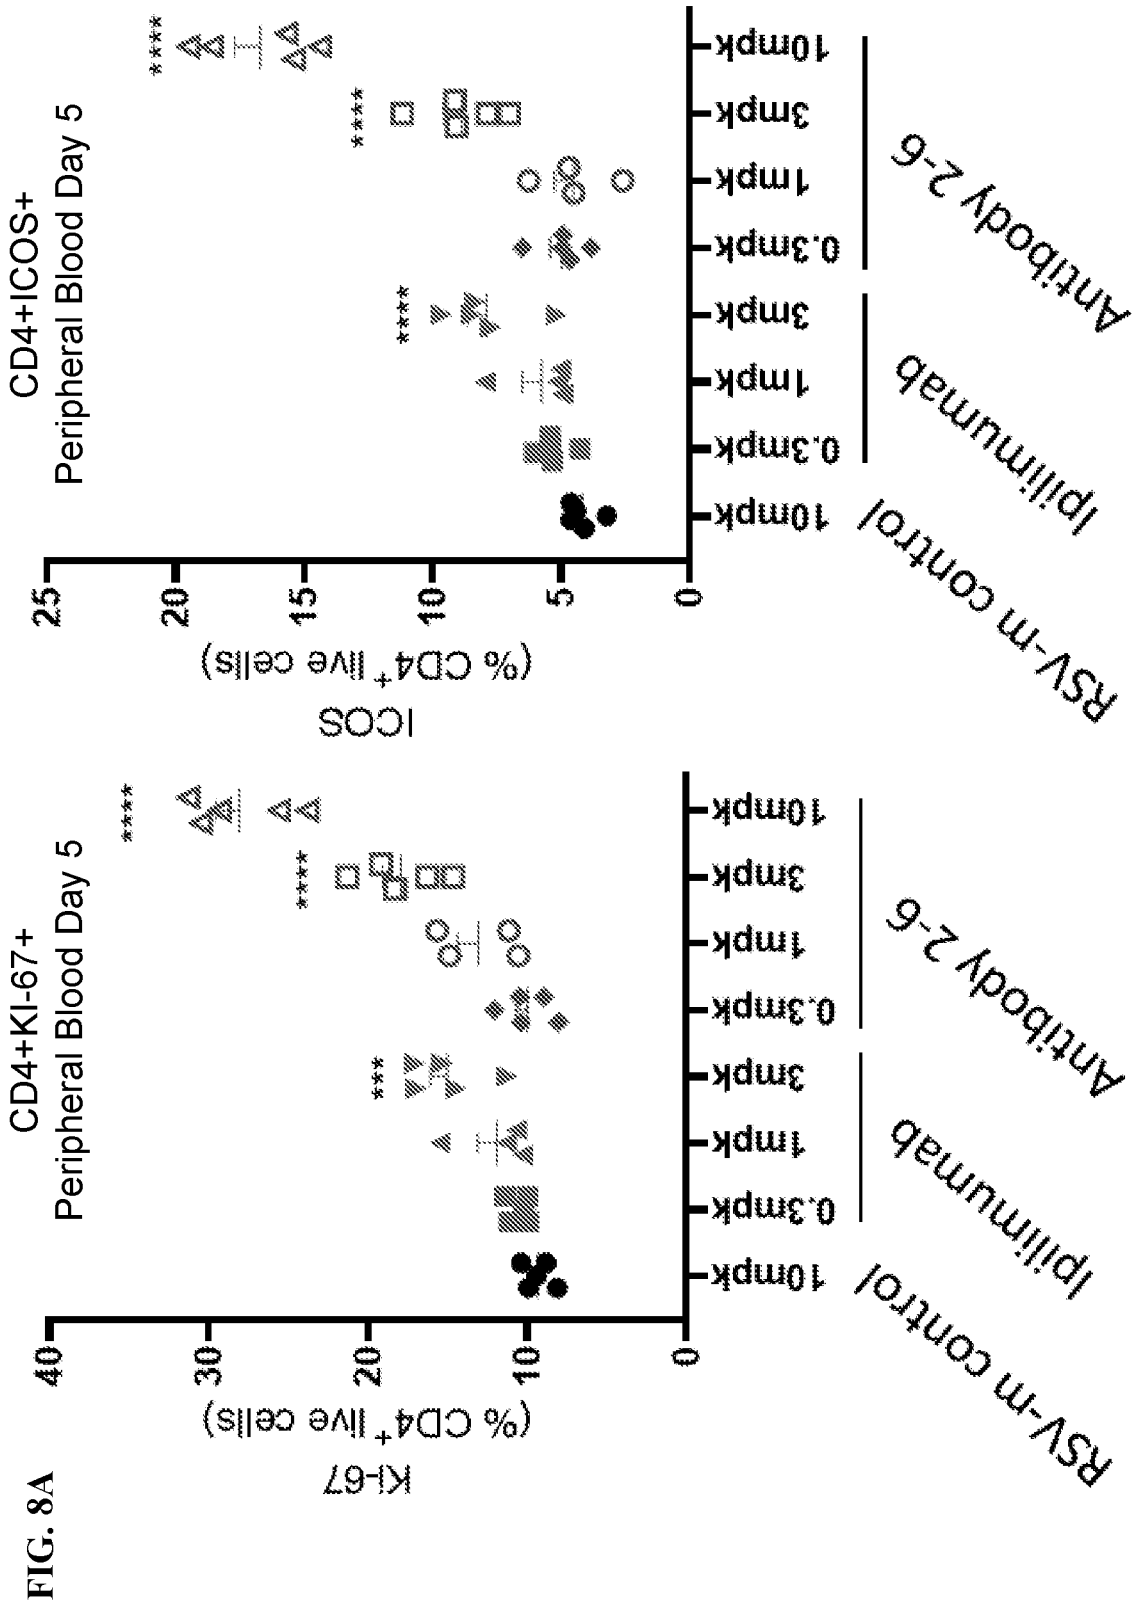 FIG. 8A
CD4+KI-67+
Peripheral Blood Day 5
Ki-67
(% CD4+ live cells)
40
30
20
10
0
***
****
****
10mpk
0.3mpk
1mpk
3mpk
0.3mpk
1mpk
3mpk
10mpk
RSV-m control
Ipilimumab
Antibody 2-6
CD4+ICOS+
Peripheral Blood Day 5
ICOS
(% CD4+ live cells)
25
20
15
10
5
0
****
****
****
10mpk
0.3mpk
1mpk
3mpk
0.3mpk
1mpk
3mpk
10mpk
RSV-m control
Ipilimumab
Antibody 2-6